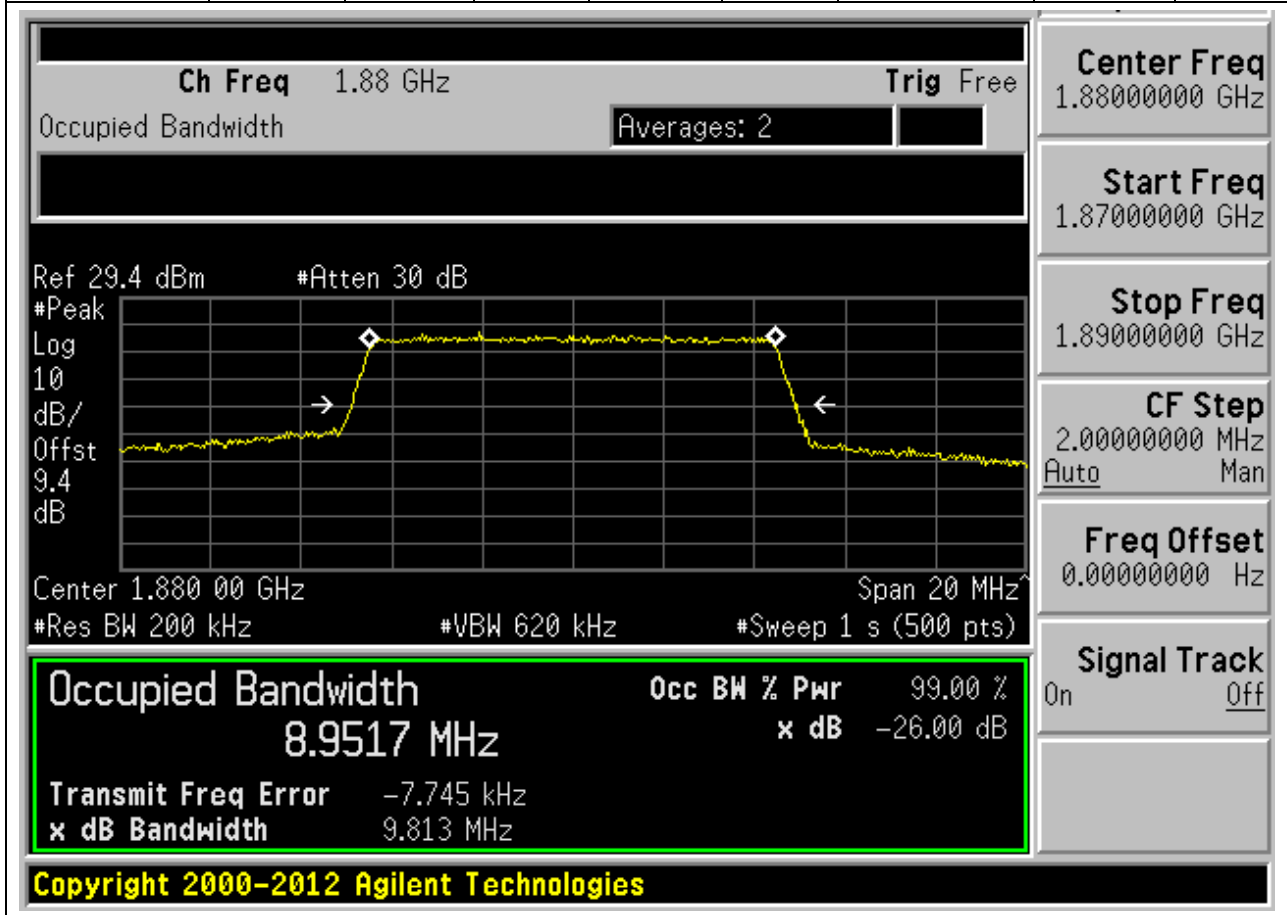 Ch Freq 1.88 GHz Trig Free
Occupied Bandwidth Averages: 2
Ref 29.4 dBm #Atten 30 dB
#Peak
Log
10
dB/
Offst
9.4
dB
Center 1.880 00 GHz Span 20 MHz^
#Res BW 200 kHz #VBW 620 kHz #Sweep 1 s (500 pts)
Occupied Bandwidth Occ BW % Pwr 99.00 %
8.9517 MHz x dB -26.00 dB
Transmit Freq Error -7.745 kHz
x dB Bandwidth 9.813 MHz
Copyright 2000-2012 Agilent Technologies
Center Freq
1.88000000 GHz
Start Freq
1.87000000 GHz
Stop Freq
1.89000000 GHz
CF Step
2.00000000 MHz
Auto Man
Freq Offset
0.00000000 Hz
Signal Track
On Off